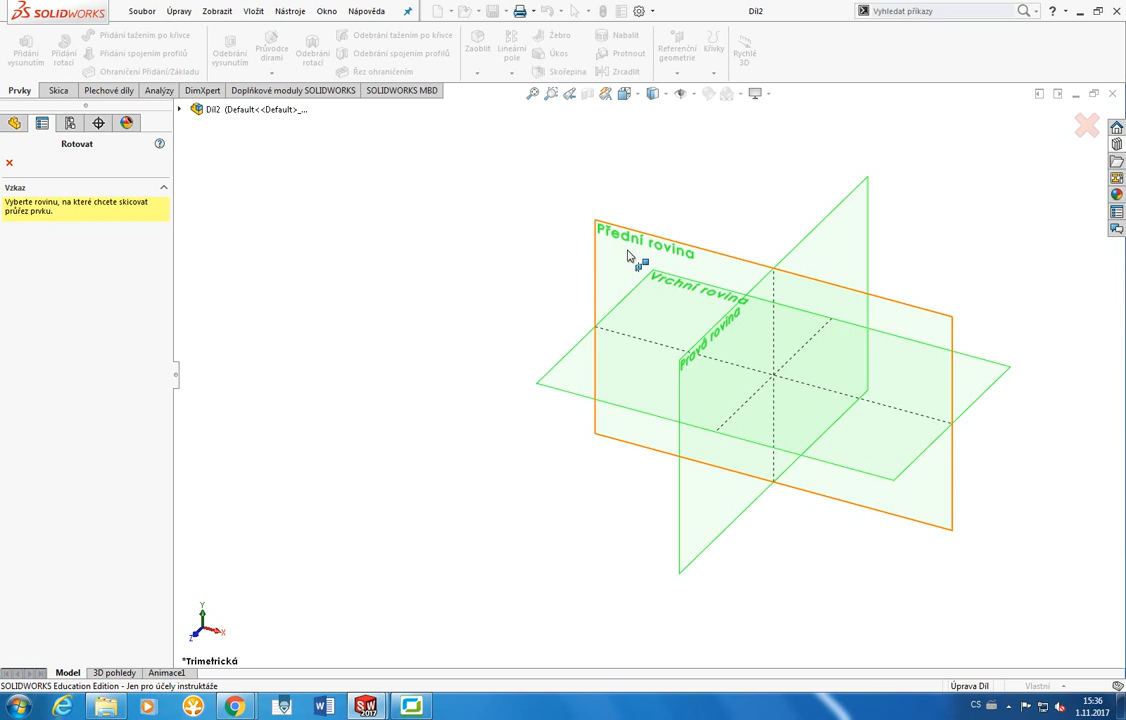 SOLIDWORKS Soubor Úpravy Zobrazit Vložit Nástroje Okno Nápověda Díl2 Vyhledat příkazy
Přidání vysunutím
Přidání rotací
Přidání tažením po křivce
Přidání spojením profilů
Ohraničení Přidání/Základu
Odebrání vysunutím
Průvodce dírami
Odebrání rotací
Odebrání tažením po křivce
Odebrání spojením profilů
Řez ohraničením
Zaoblit
Lineární pole
Žebro
Úkos
Skořepina
Nabalit
Protnout
Zrcadlit
Referenční geometrie
Křivky
Rychlé 3D
Prvky Skica Plechové díly Analýzy DimXpert Doplňkové moduly SOLIDWORKS SOLIDWORKS MBD
Díl2 (Default<<Default>_...
Rotovat
Vzkaz
Vyberte rovinu, na které chcete skicovat
průřez prvku.
Přední rovina
Vrchní rovina
Pravá rovina
Y
X
Z
*Trimetrická
Model 3D pohledy Animace1
SOLIDWORKS Education Edition - Jen pro účely instruktáže Úprava Díl Vlastní
CS 15:36
1.11.2017
SW 2017